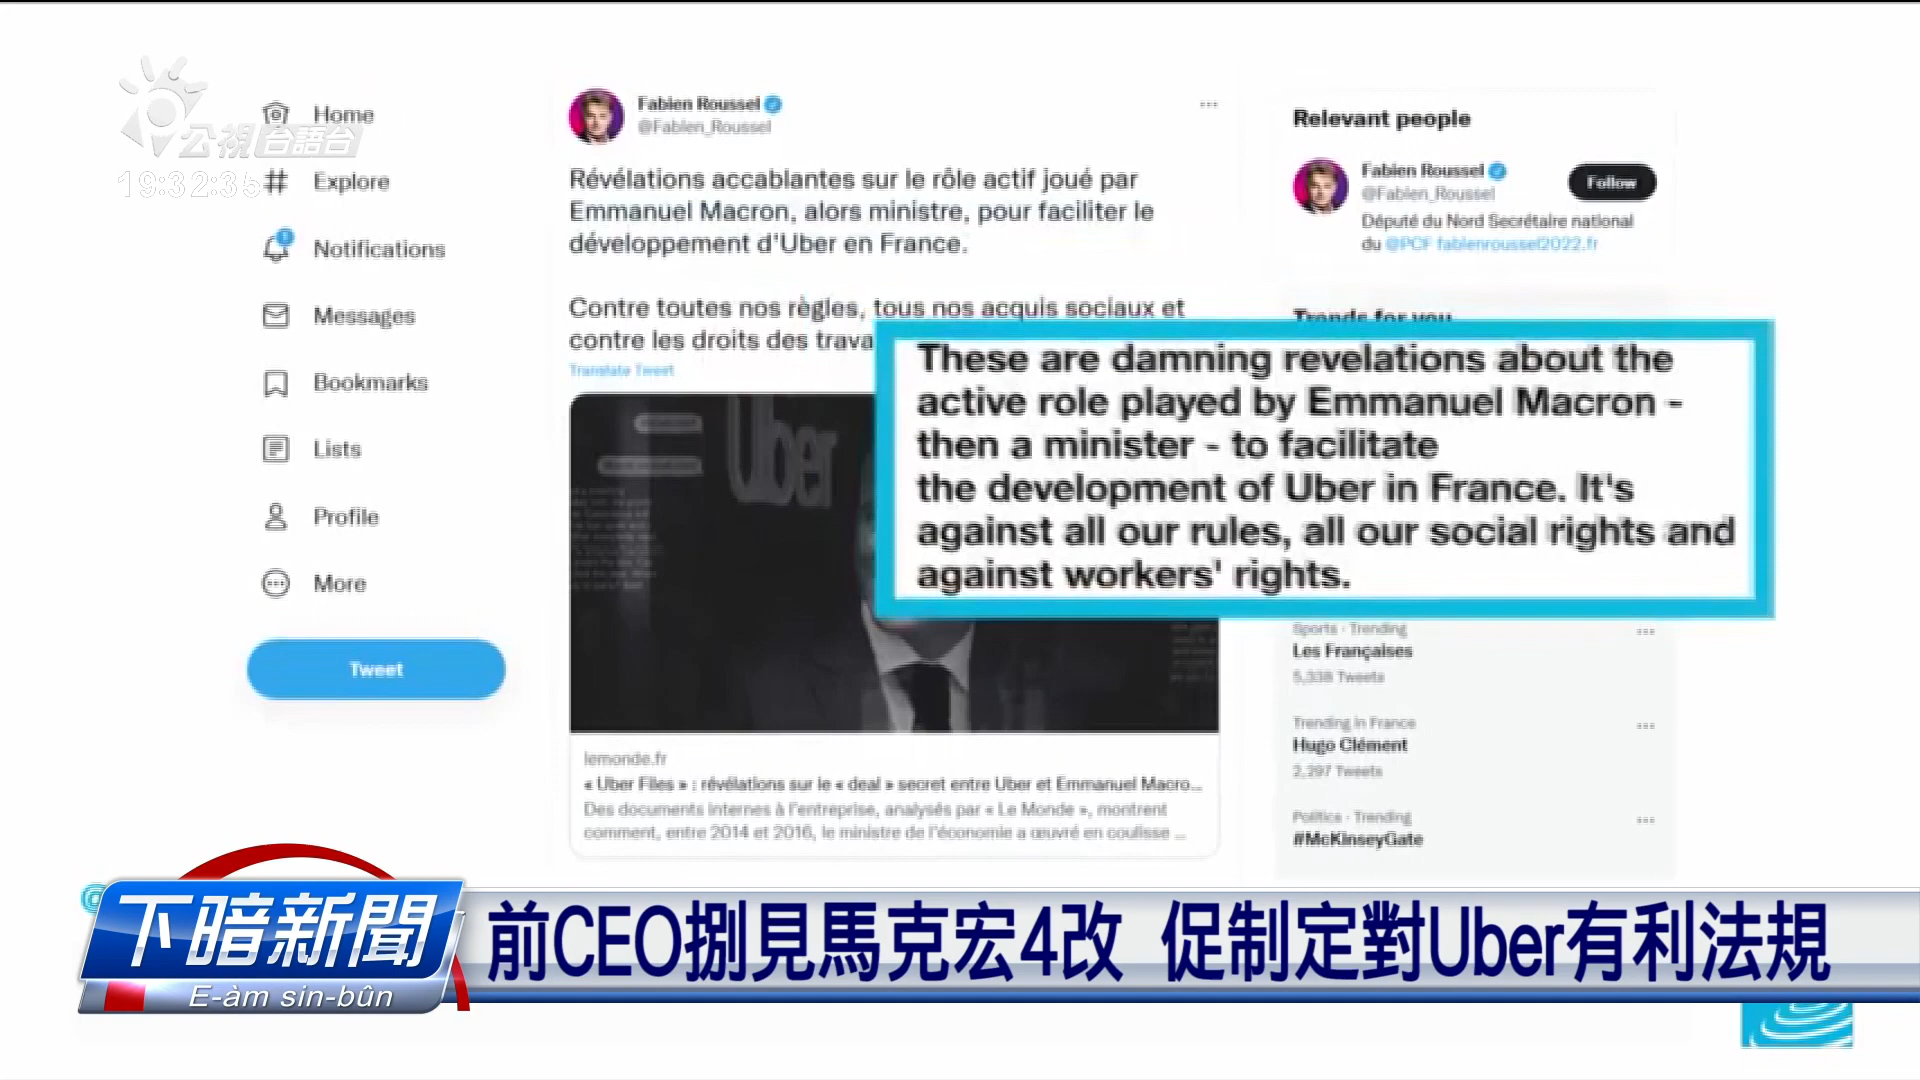 公視台語台
19:32:35
Home
Explore
Notifications
Messages
Bookmarks
Lists
Profile
More
Tweet
Fabien Roussel
@Fabien_Roussel
Révélations accablantes sur le rôle actif joué par
Emmanuel Macron, alors ministre, pour faciliter le
développement d'Uber en France.
Contre toutes nos règles, tous nos acquis sociaux et
contre les droits des trava
Translate Tweet
Uber
lemonde.fr
« Uber Files » : révélations sur le « deal » secret entre Uber et Emmanuel Macro...
Des documents internes à l'entreprise, analysés par « Le Monde », montrent
comment, entre 2014 et 2016, le ministre de l'économie a œuvré en coulisse ...
Relevant people
Fabien Roussel
@Fabien_Roussel
Follow
Député du Nord Secrétaire national
du @PCF fabienroussel2022.fr
Trends for you
These are damning revelations about the
active role played by Emmanuel Macron -
then a minister - to facilitate
the development of Uber in France. It's
against all our rules, all our social rights and
against workers' rights.
Sports · Trending
Les Françaises
5,338 Tweets
Trending in France
Hugo Clément
2,297 Tweets
Politics · Trending
#McKinseyGate
下暗新聞
E-àm sin-bûn
前CEO捌見馬克宏4改 促制定對Uber有利法規